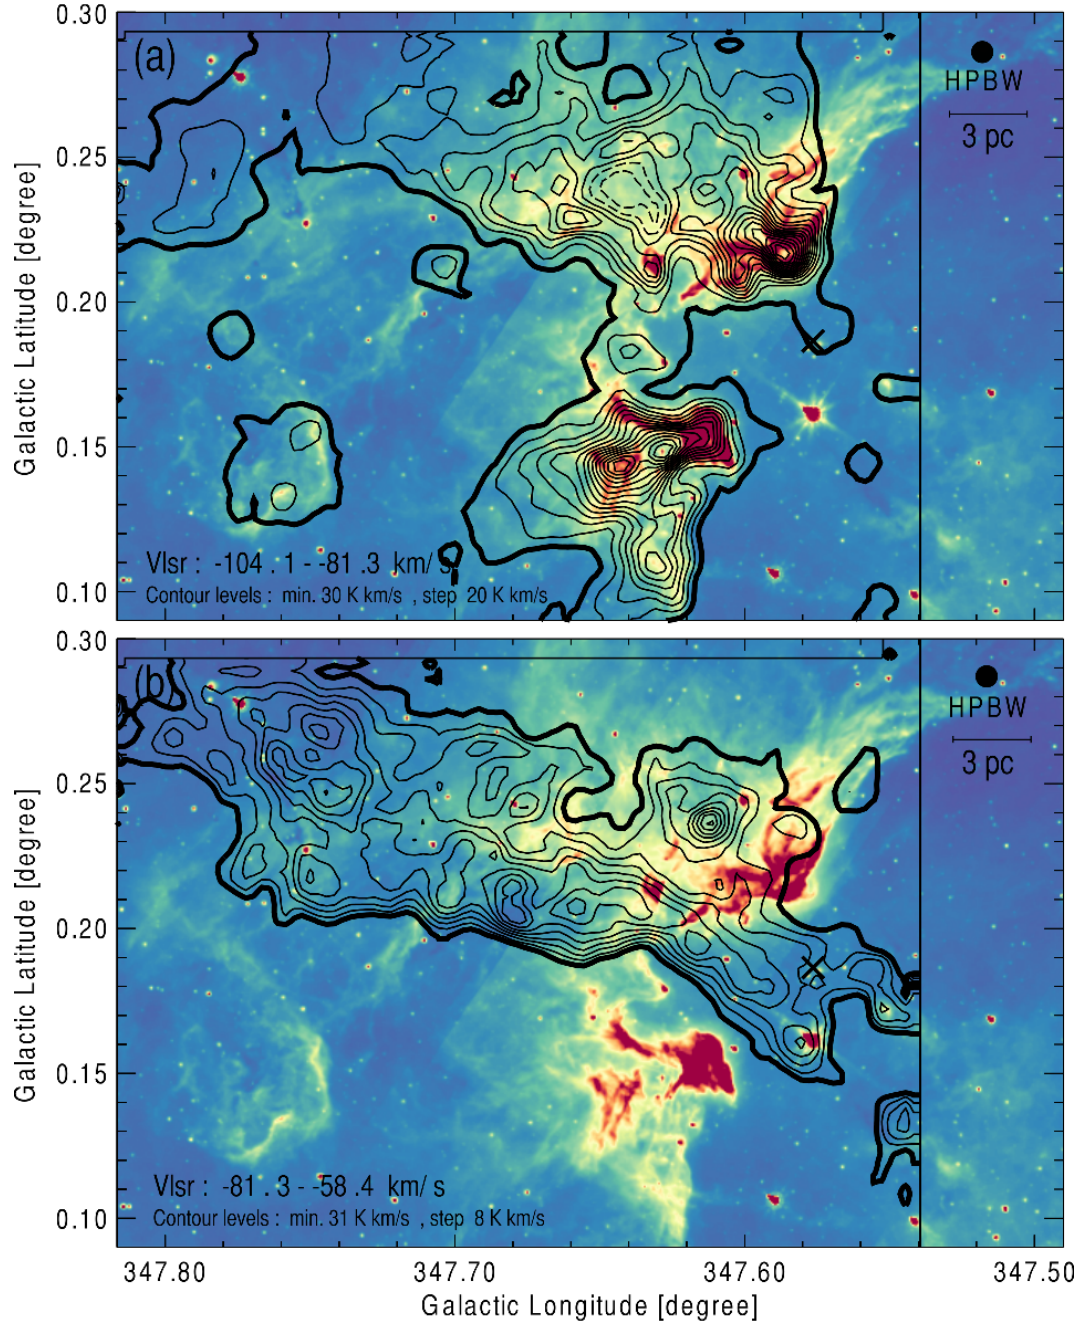 0.30
(a)
HPBW
3 pc
0.25
0.20
0.15
0.10
Galactic Latitude [degree]
Vlsr : -104 . 1 - -81 .3 km/ s
Contour levels : min. 30 K km/s , step 20 K km/s
0.30
(b)
HPBW
3 pc
0.25
0.20
0.15
0.10
Galactic Latitude [degree]
Vlsr : -81 . 3 - -58 .4 km/ s
Contour levels : min. 31 K km/s , step 8 K km/s
347.80 347.70 347.60 347.50
Galactic Longitude [degree]